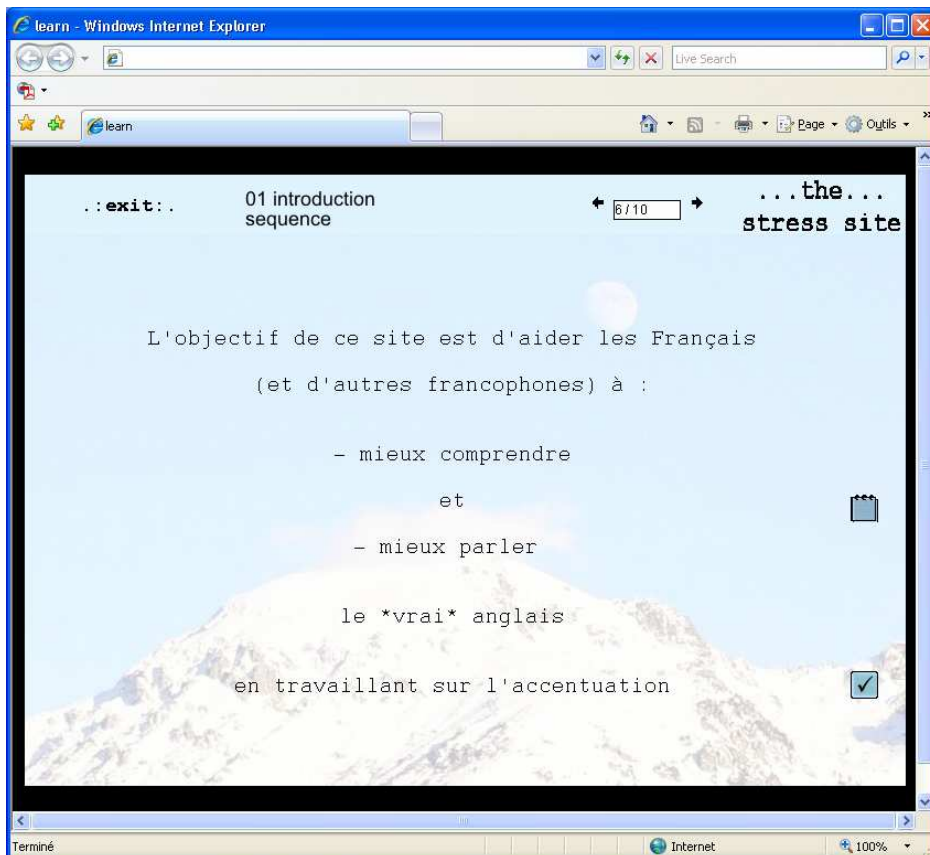 learn - Windows Internet Explorer
Live Search
learn
Page
Outils
»
.:exit:.
01 introduction
sequence
6/10
...the...
stress site
L'objectif de ce site est d'aider les Français
(et d'autres francophones) à :
- mieux comprendre
et
- mieux parler
le *vrai* anglais
en travaillant sur l'accentuation
Terminé
Internet
100%